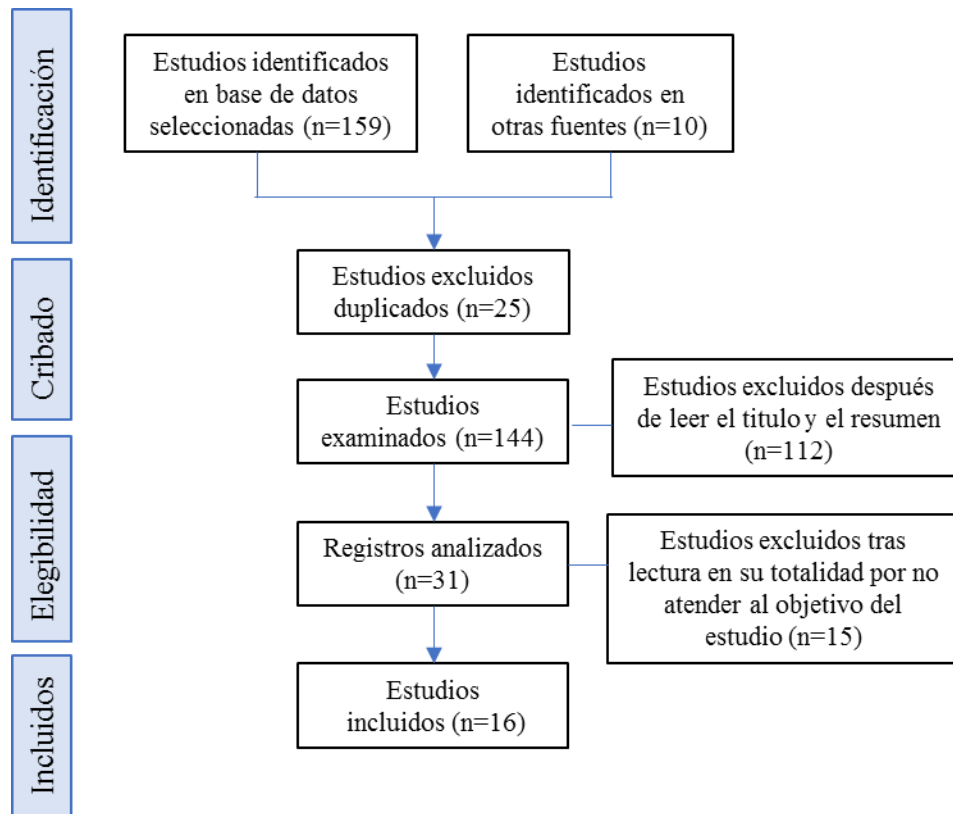 Identificación
Estudios identificados
en base de datos
seleccionadas (n=159)
Estudios
identificados en
otras fuentes (n=10)
Cribado
Estudios excluidos
duplicados (n=25)
Estudios
examinados (n=144)
Estudios excluidos después
de leer el titulo y el resumen
(n=112)
Elegibilidad
Registros analizados
(n=31)
Estudios excluidos tras
lectura en su totalidad por no
atender al objetivo del
estudio (n=15)
Incluidos
Estudios
incluidos (n=16)